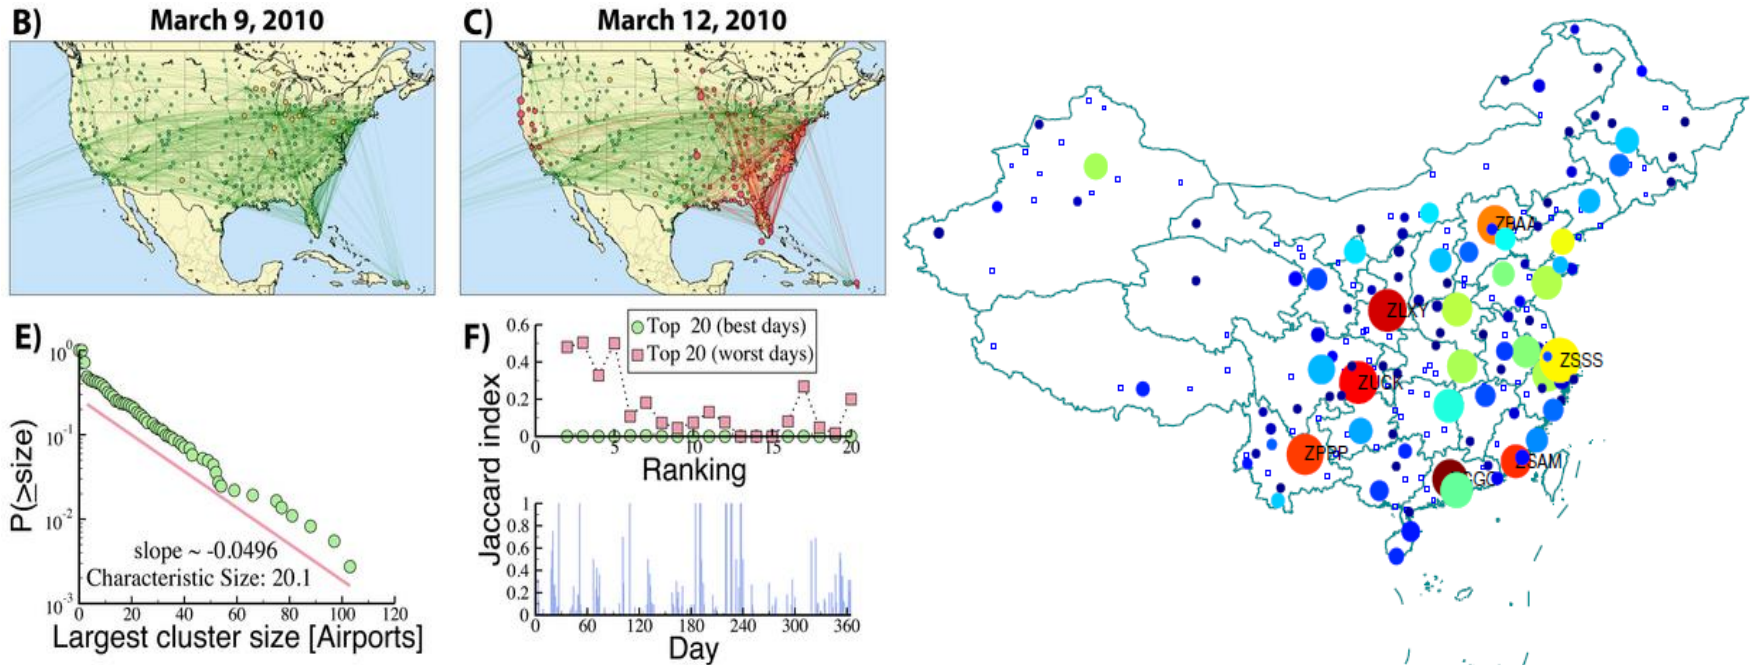 B) March 9, 2010
C) March 12, 2010
E)
P(≥size)
10⁰
10⁻¹
10⁻²
10⁻³
slope ~ -0.0496
Characteristic Size: 20.1
0 20 40 60 80 100 120
Largest cluster size [Airports]
F)
Jaccard index
0.6
0.4
0.2
0
Top 20 (best days)
Top 20 (worst days)
0 5 10 15 20
Ranking
1
0.8
0.6
0.4
0.2
0
0 60 120 180 240 300 360
Day
ZBAA
ZLXY
ZSSS
ZUCK
ZPPP
ZSAM